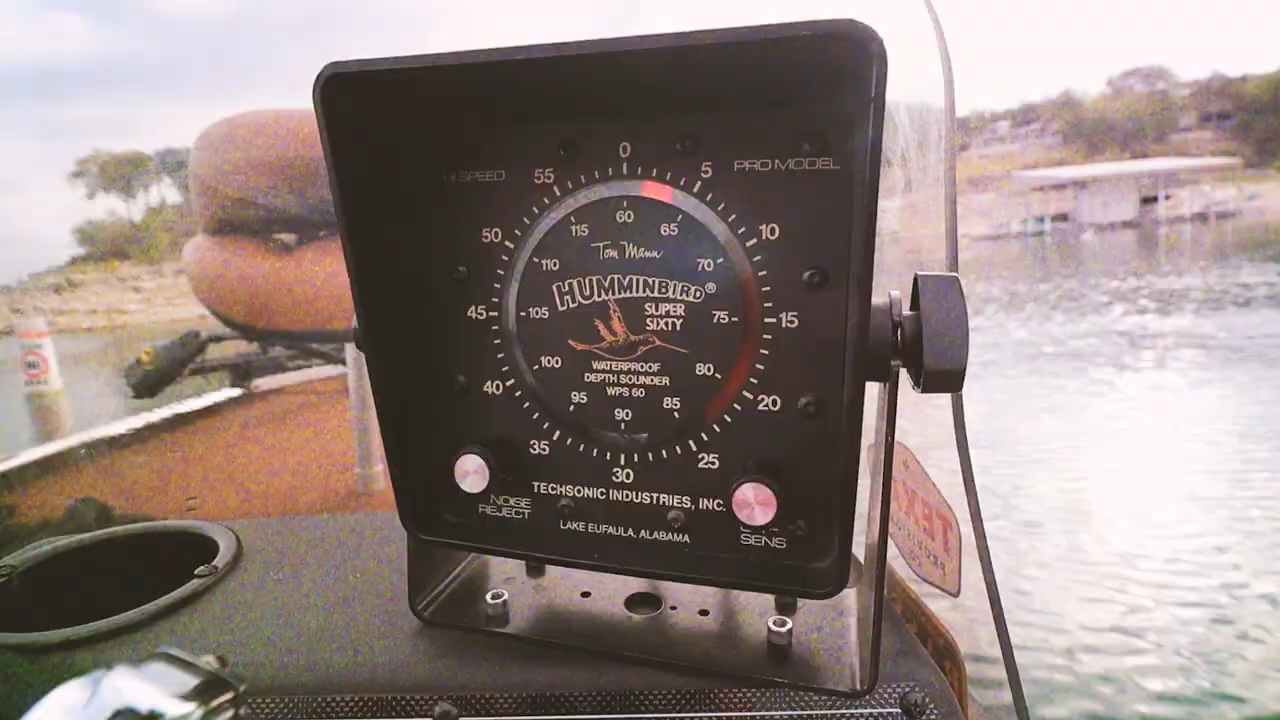 HI SPEED
PRO MODEL
0
5
10
15
20
25
30
35
40
45
50
55
60
65
70
75
80
85
90
95
100
105
110
115
Tom Mann
HUMMINBIRD®
SUPER
SIXTY
WATERPROOF
DEPTH SOUNDER
WPS 60
TECHSONIC INDUSTRIES, INC.
LAKE EUFAULA, ALABAMA
NOISE
REJECT
SENS